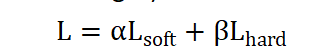 L = αL_soft + βL_hard